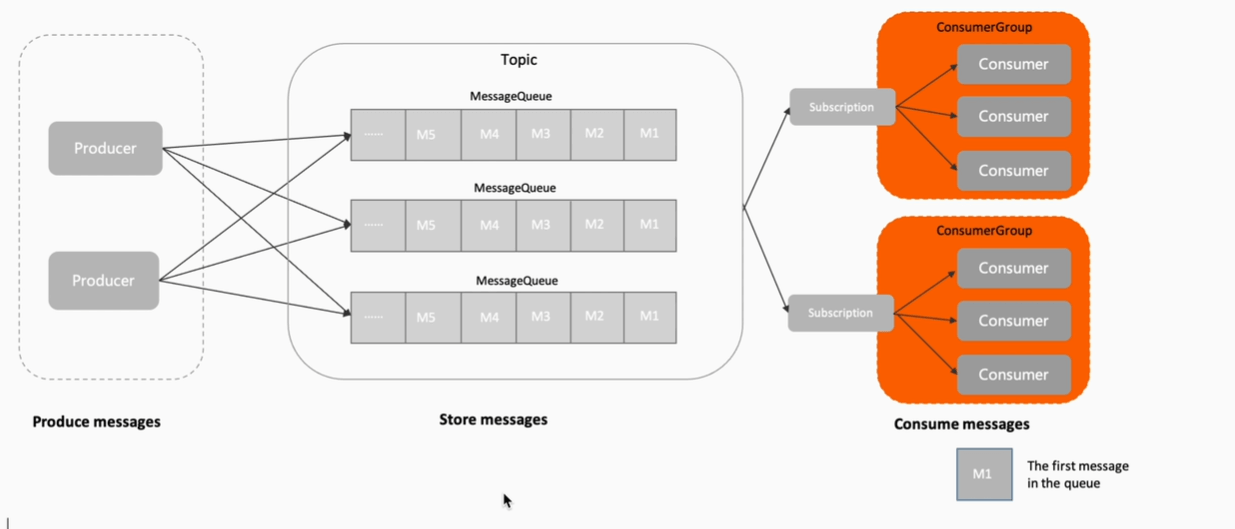 Producer
Producer
Produce messages
Topic
MessageQueue
...... M5 M4 M3 M2 M1
MessageQueue
...... M5 M4 M3 M2 M1
MessageQueue
...... M5 M4 M3 M2 M1
Store messages
Subscription
ConsumerGroup
Consumer
Consumer
Consumer
Subscription
ConsumerGroup
Consumer
Consumer
Consumer
Consume messages
M1
The first message
in the queue